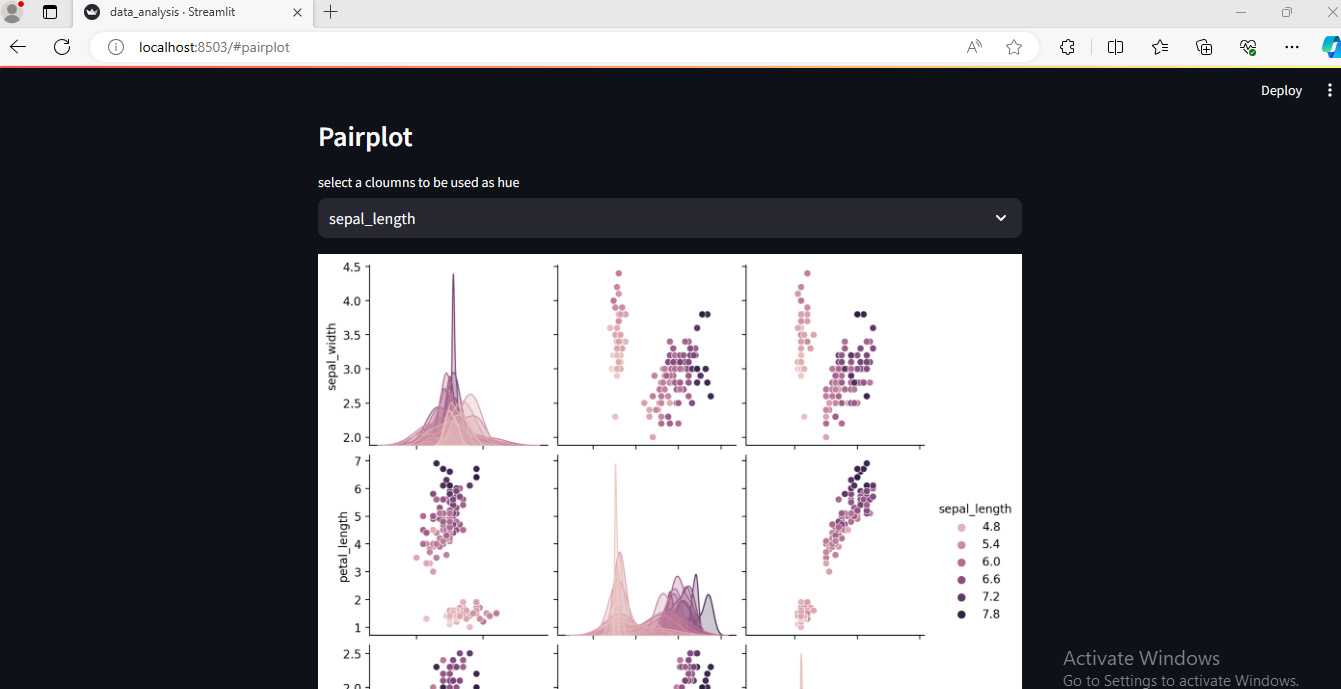 data_analysis · Streamlit
localhost:8503/#pairplot
Deploy
Pairplot
select a cloumns to be used as hue
sepal_length
4.5
4.0
3.5
3.0
2.5
2.0
sepal_width
7
6
5
4
3
2
1
petal_length
2.5
2.0
sepal_length
4.8
5.4
6.0
6.6
7.2
7.8
Activate Windows
Go to Settings to activate Windows.